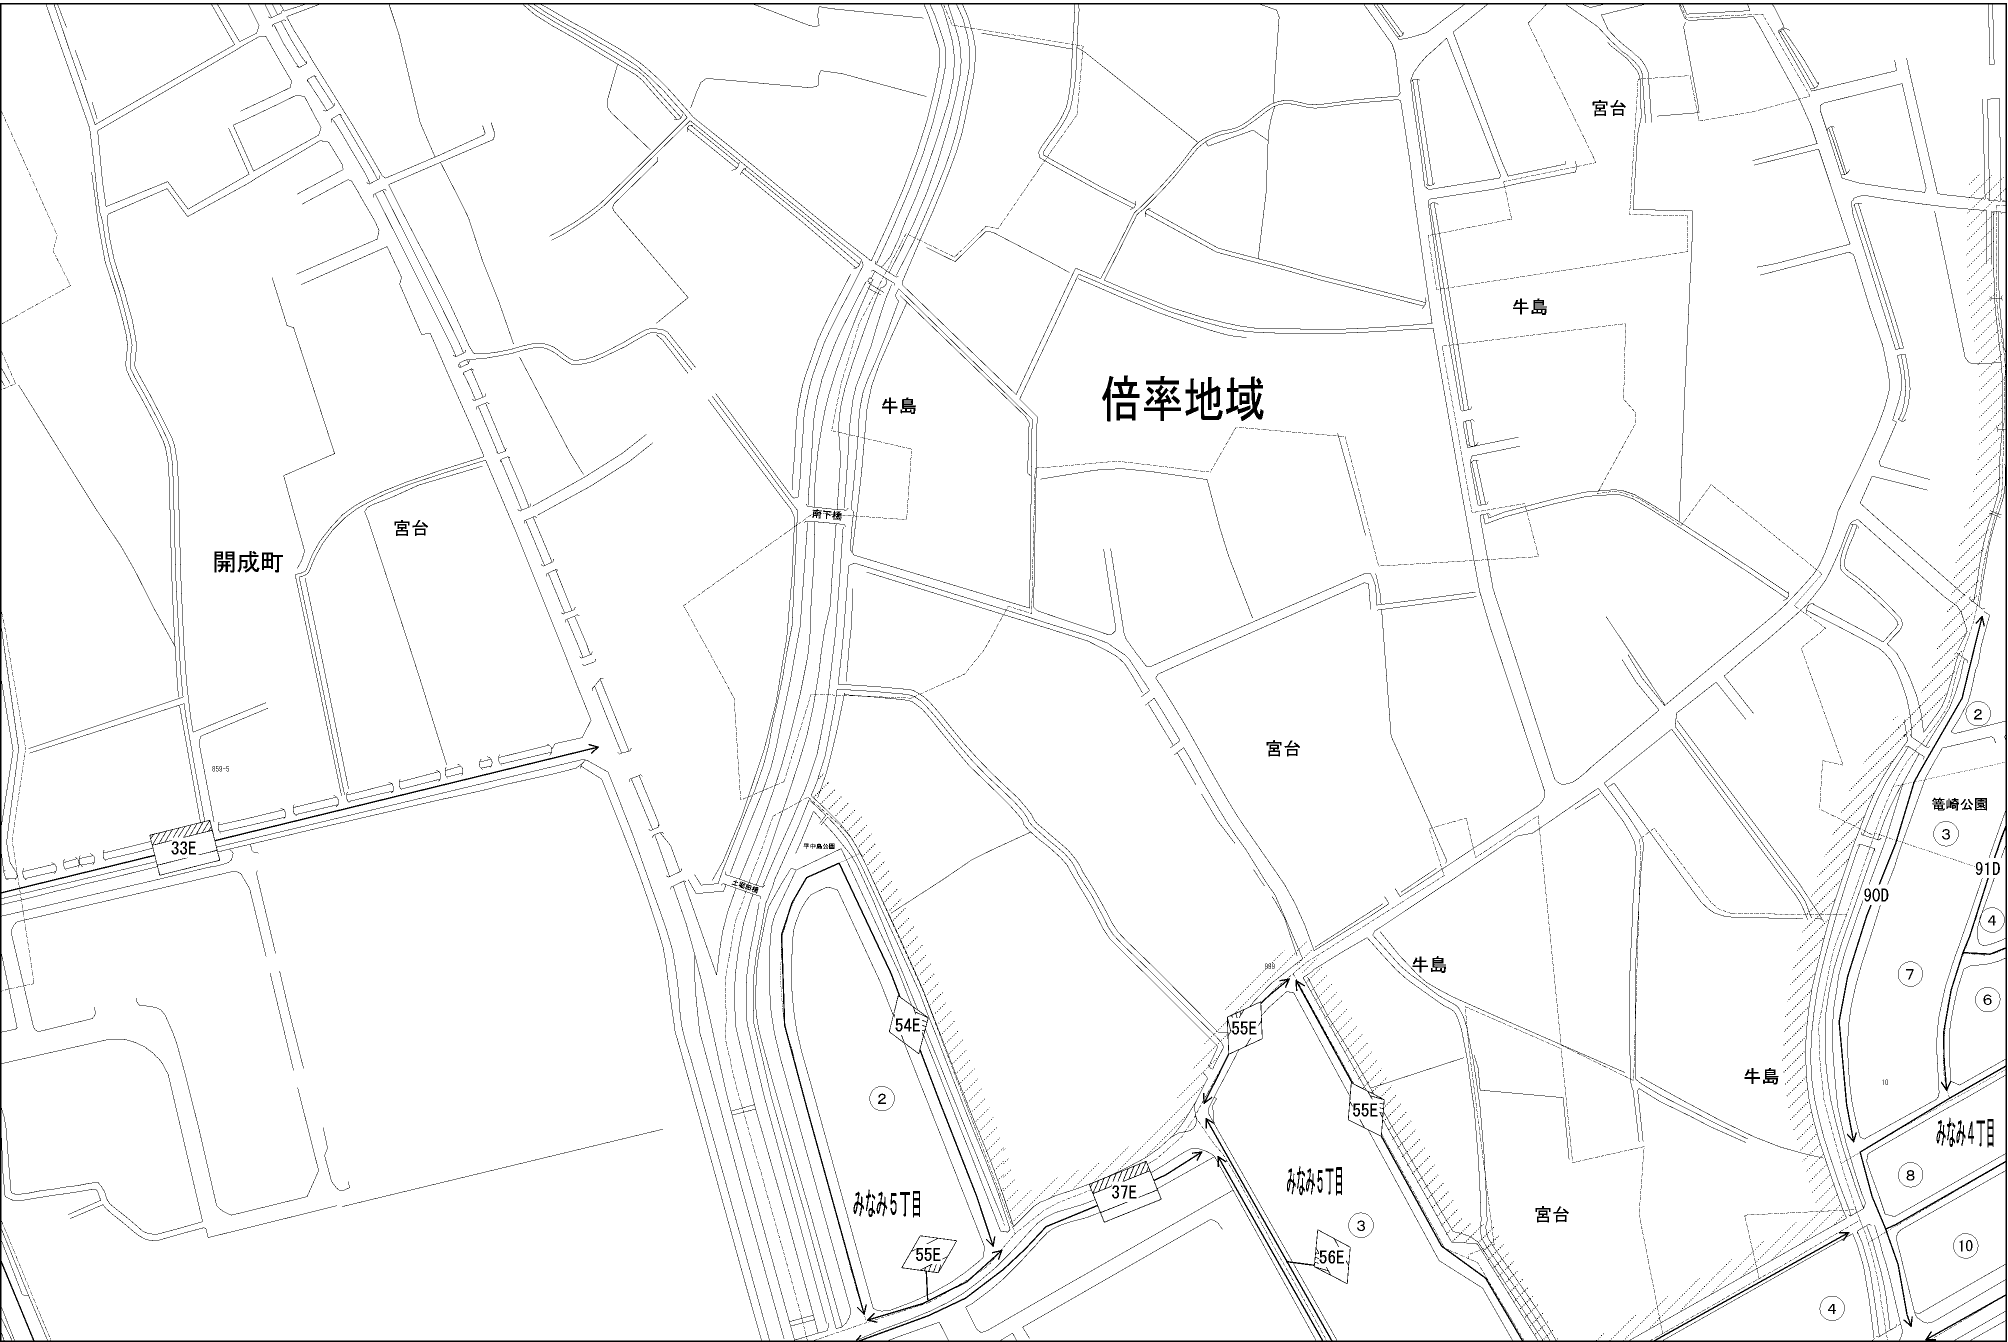 宮台
牛島
倍率地域
牛島
南下橋
宮台
開成町
②
宮台
859-5
篭崎公園
③
33E
平中島公園
91D
90D
④
牛島
⑦
⑥
54E
55E
牛島
10
②
55E
みなみ4丁目
⑧
みなみ5丁目
37E
みなみ5丁目
③
宮台
⑩
55E
56E
④